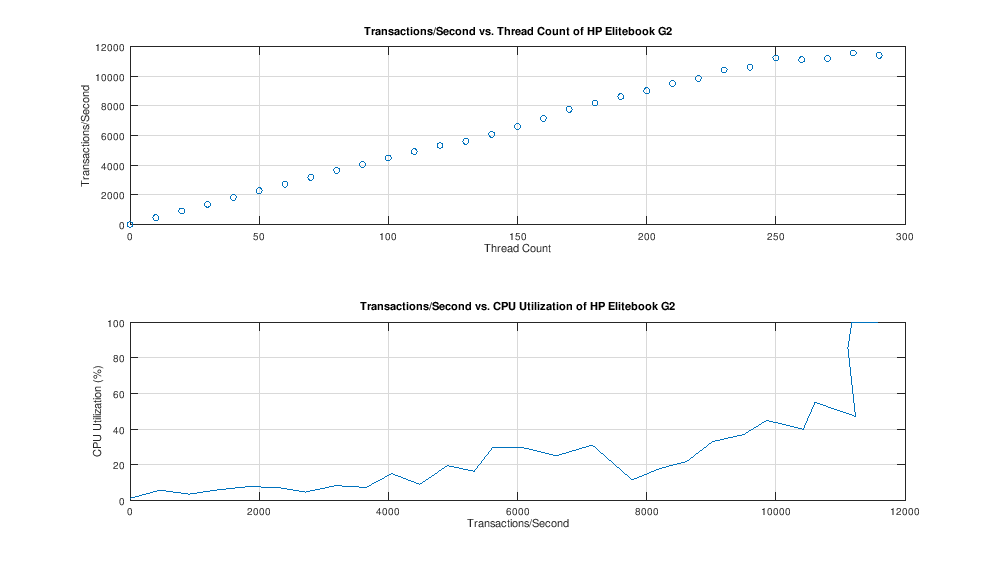 Transactions/Second vs. Thread Count of HP Elitebook G2
12000
10000
8000
6000
4000
2000
0
Transactions/Second
0 50 100 150 200 250 300
Thread Count
Transactions/Second vs. CPU Utilization of HP Elitebook G2
100
80
60
40
20
0
CPU Utilization (%)
0 2000 4000 6000 8000 10000 12000
Transactions/Second